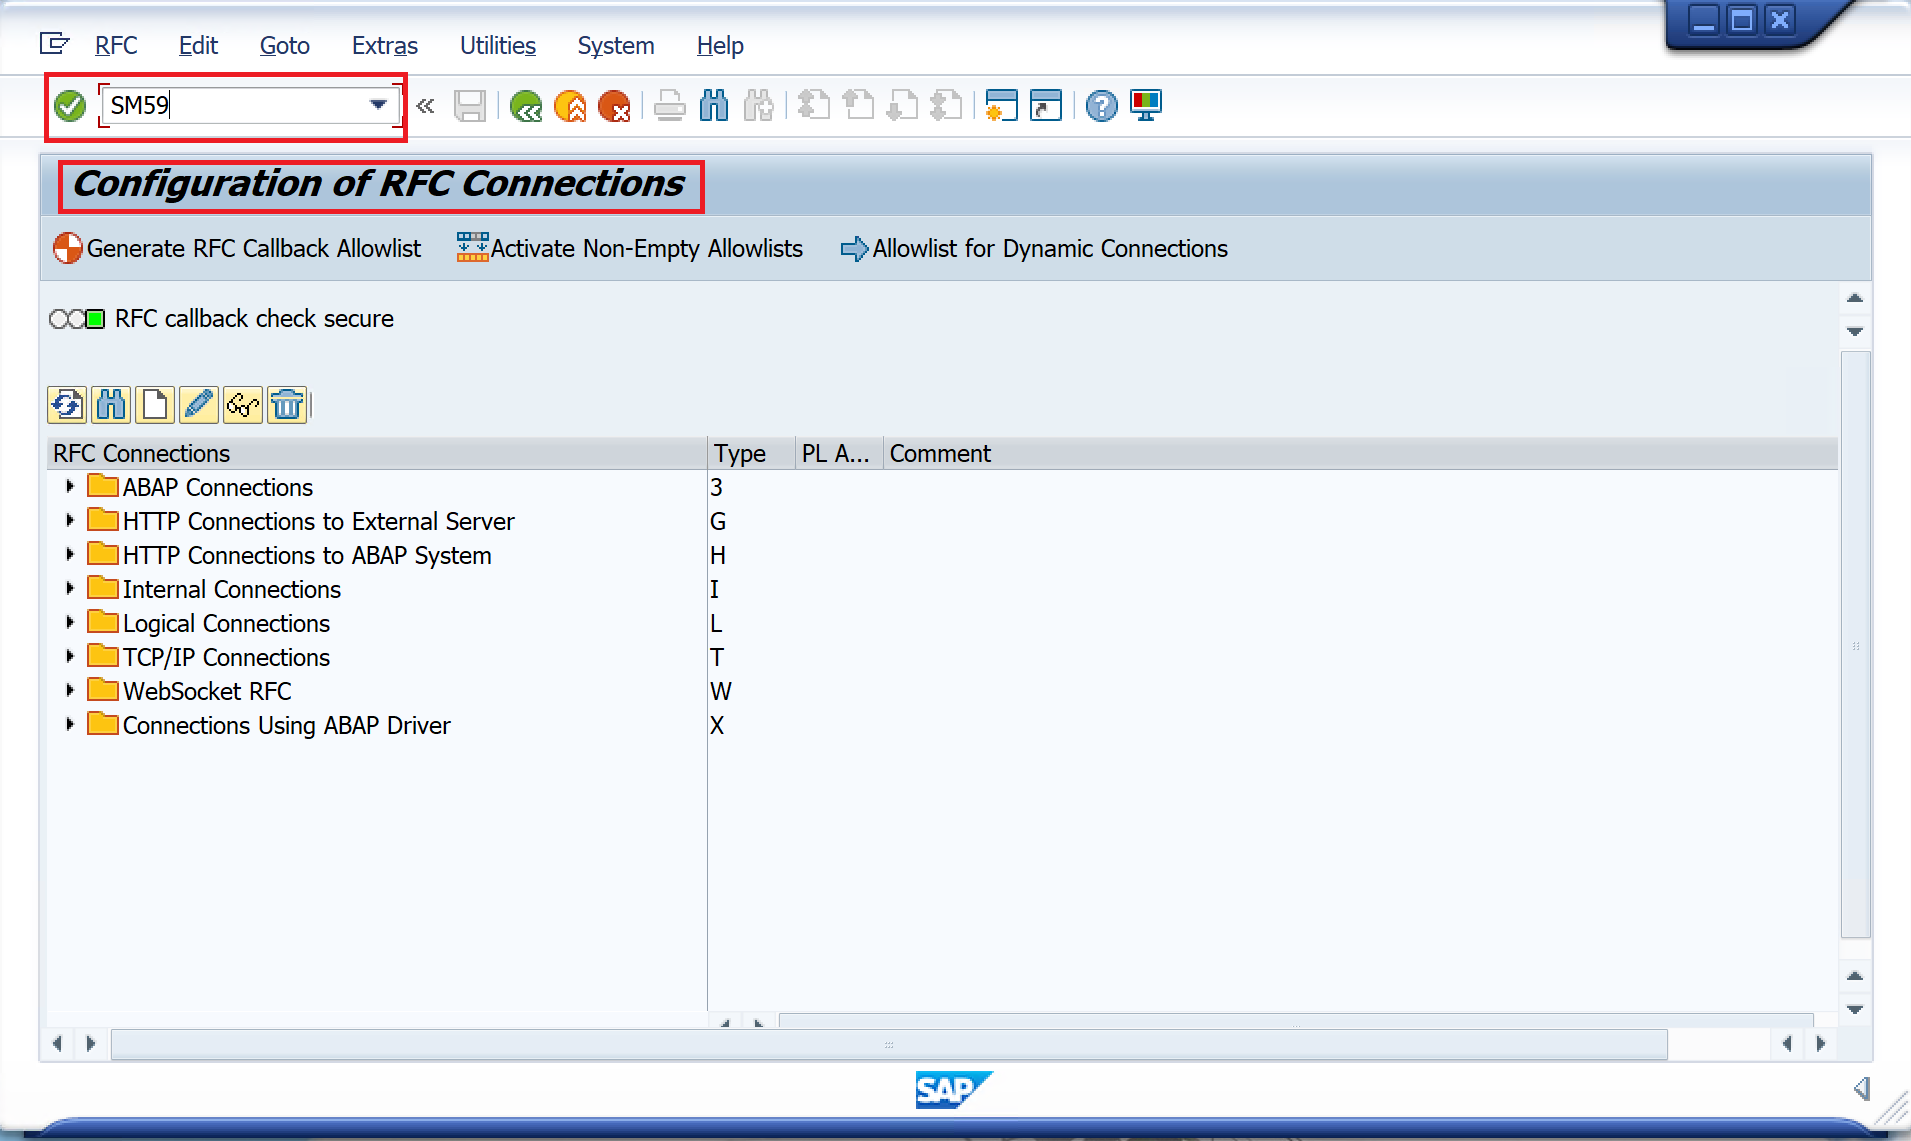 RFC Edit Goto Extras Utilities System Help
SM59
Configuration of RFC Connections
Generate RFC Callback Allowlist Activate Non-Empty Allowlists Allowlist for Dynamic Connections
RFC callback check secure
RFC Connections Type PL A... Comment
ABAP Connections 3
HTTP Connections to External Server G
HTTP Connections to ABAP System H
Internal Connections I
Logical Connections L
TCP/IP Connections T
WebSocket RFC W
Connections Using ABAP Driver X
SAP